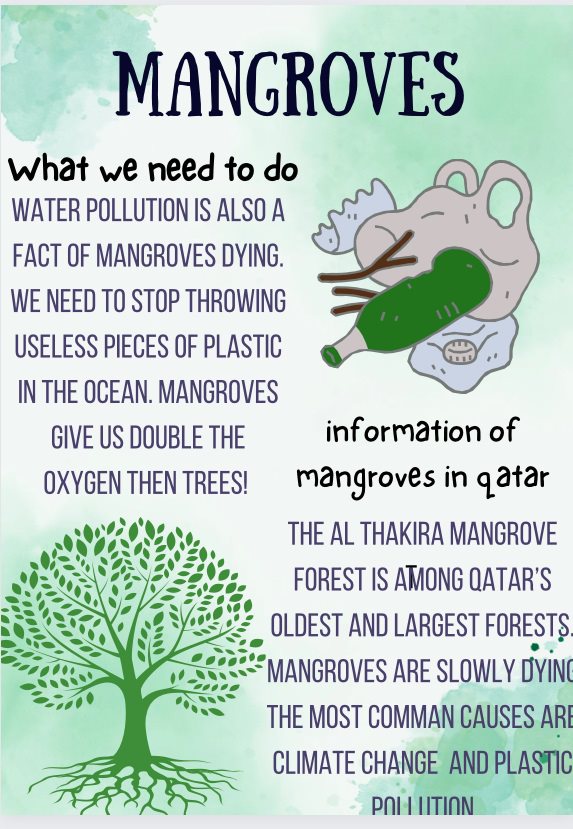 MANGROVES
What we need to do
WATER POLLUTION IS ALSO A
FACT OF MANGROVES DYING.
WE NEED TO STOP THROWING
USELESS PIECES OF PLASTIC
IN THE OCEAN. MANGROVES
GIVE US DOUBLE THE
OXYGEN THEN TREES!
information of
mangroves in qatar
THE AL THAKIRA MANGROVE
FOREST IS AMONG QATAR'S
OLDEST AND LARGEST FORESTS.
MANGROVES ARE SLOWLY DYING
THE MOST COMMAN CAUSES ARE
CLIMATE CHANGE AND PLASTIC
POLLUTION